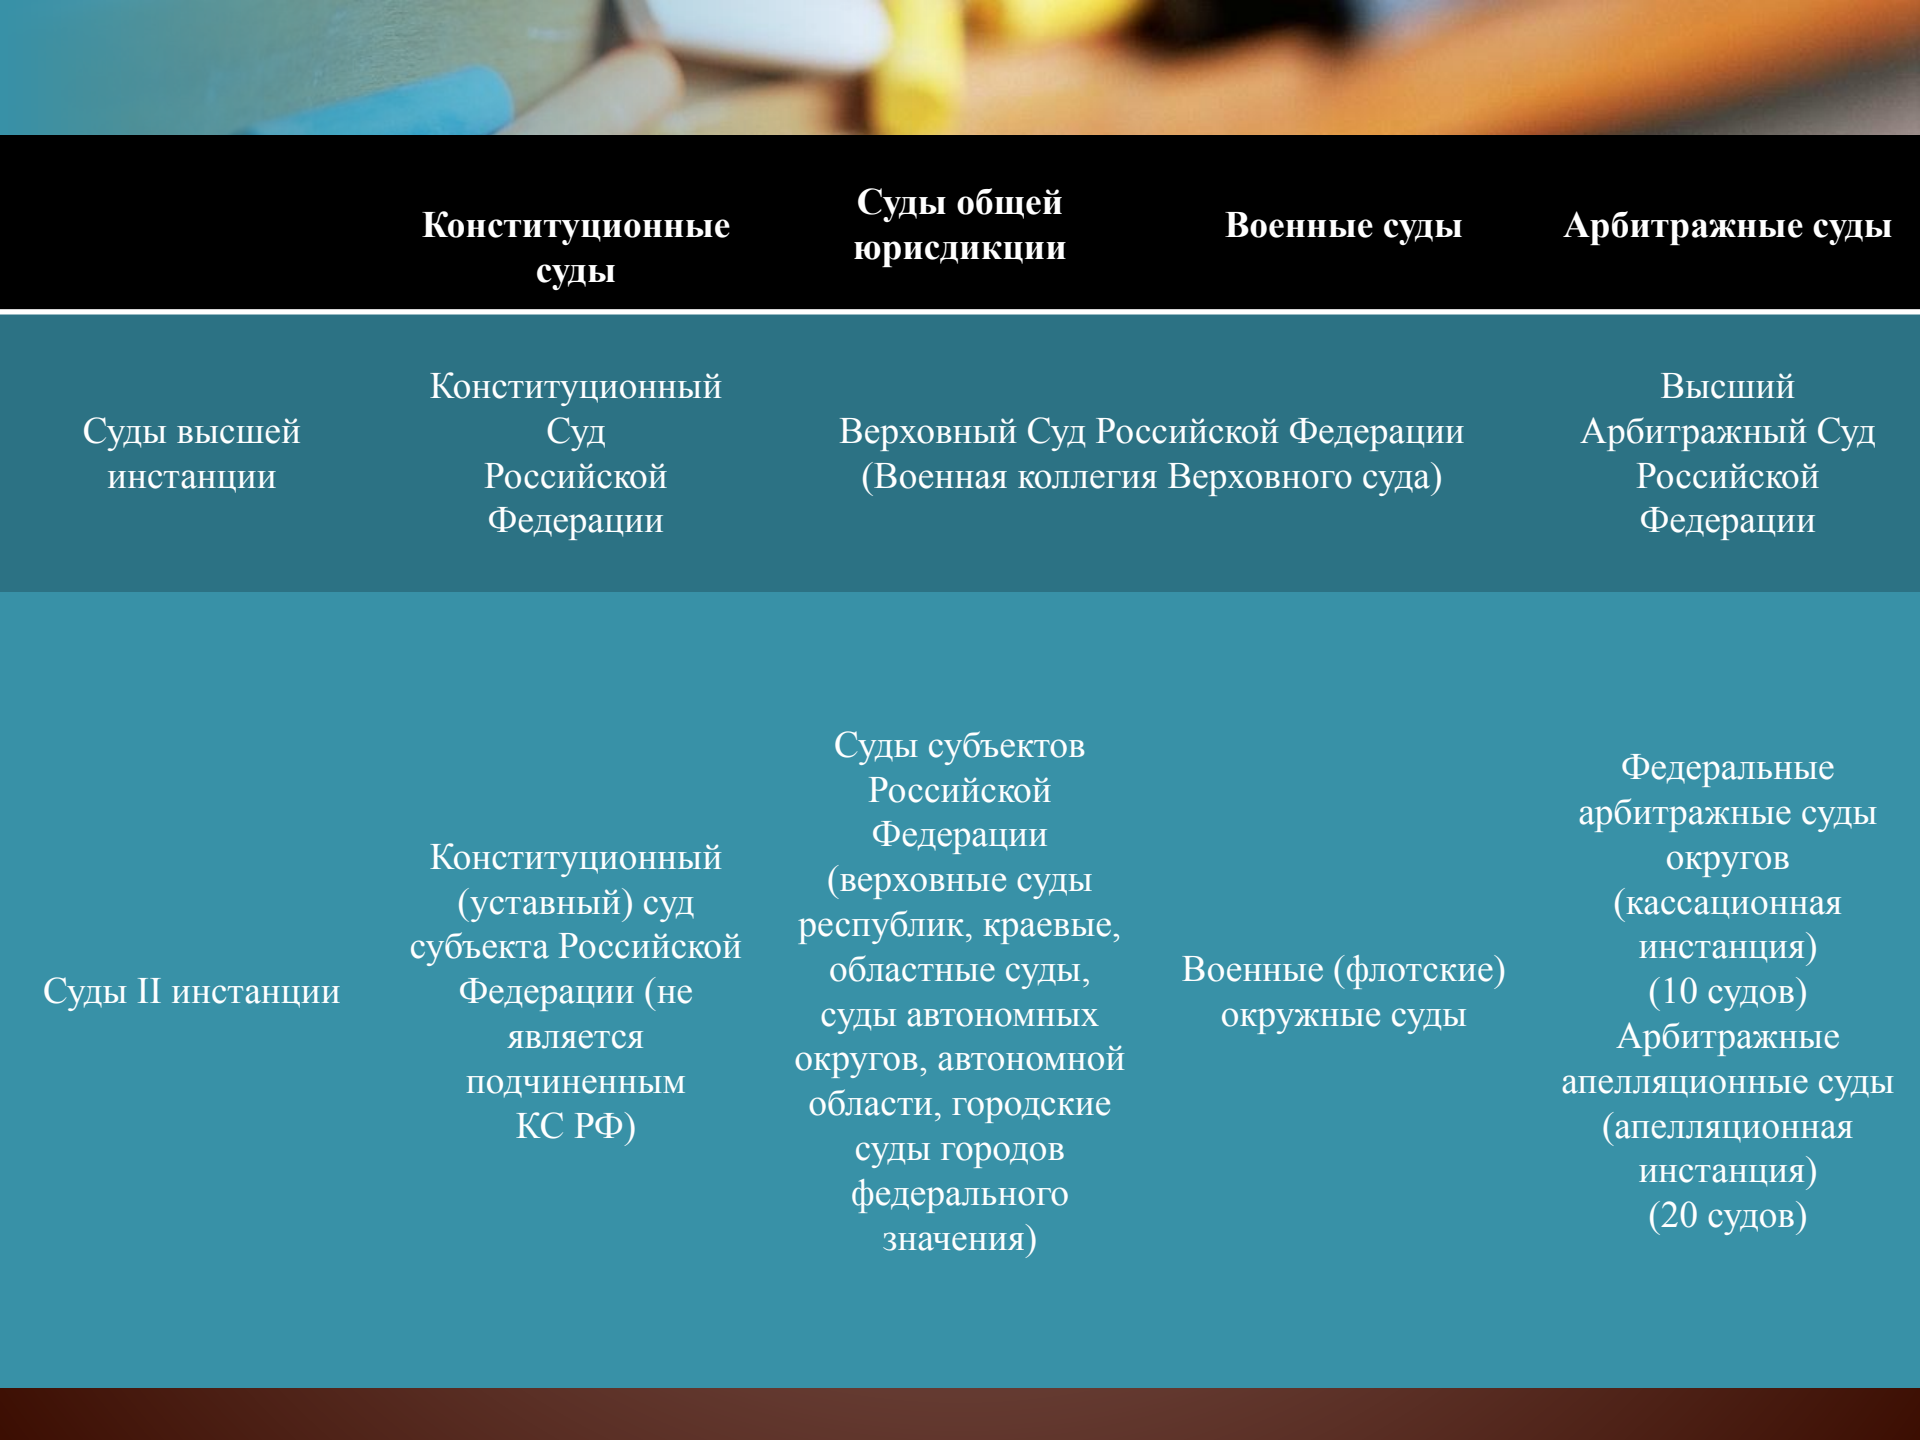 Конституционные
суды
Суды общей
юрисдикции
Военные суды
Арбитражные суды
Суды высшей
инстанции
Конституционный
Суд
Российской
Федерации
Верховный Суд Российской Федерации
(Военная коллегия Верховного суда)
Высший
Арбитражный Суд
Российской
Федерации
Суды II инстанции
Конституционный
(уставный) суд
субъекта Российской
Федерации (не
является
подчиненным
КС РФ)
Суды субъектов
Российской
Федерации
(верховные суды
республик, краевые,
областные суды,
суды автономных
округов, автономной
области, городские
суды городов
федерального
значения)
Военные (флотские)
окружные суды
Федеральные
арбитражные суды
округов
(кассационная
инстанция)
(10 судов)
Арбитражные
апелляционные суды
(апелляционная
инстанция)
(20 судов)